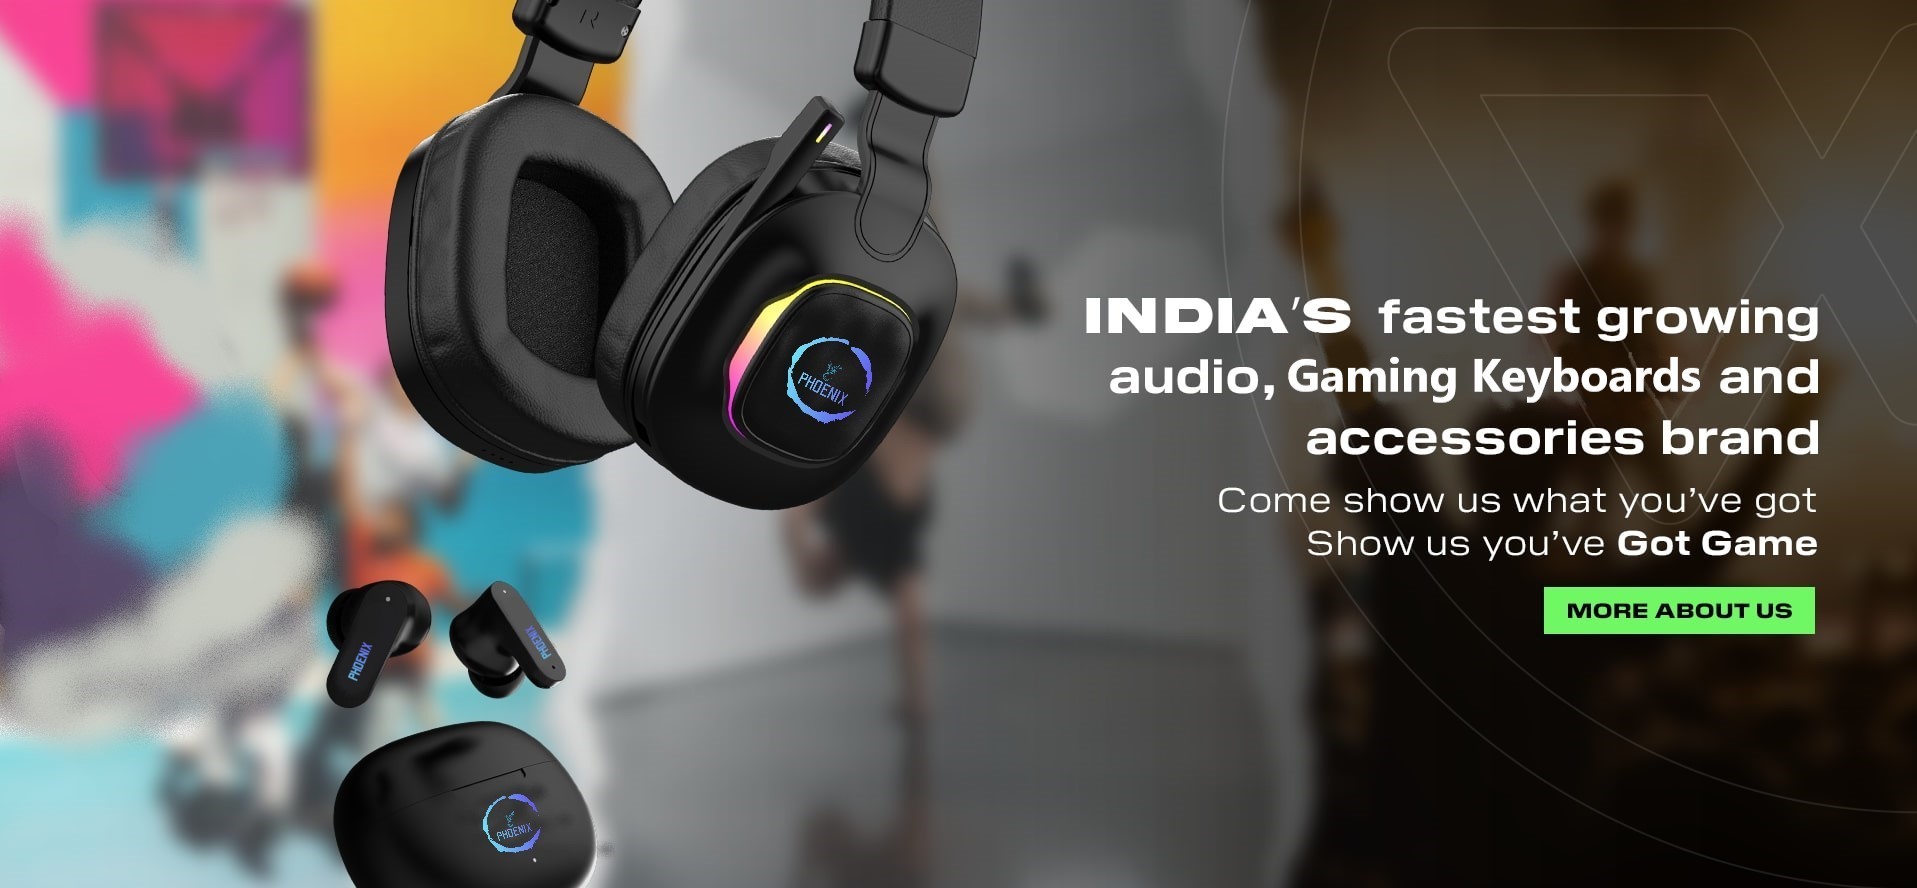 R
PHOENIX
INDIA'S fastest growing
audio, Gaming Keyboards and
accessories brand
Come show us what you've got
Show us you've Got Game
MORE ABOUT US
PHOENIX
PHOENIX
PHOENIX